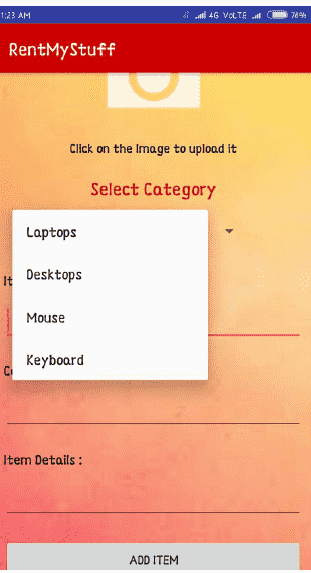 1:23 AM 4G VoLTE 78%
RentMyStuff
Click on the Image to upload it
Select Category
Laptops
Desktops
Mouse
Keyboard
Item Details :
ADD ITEM